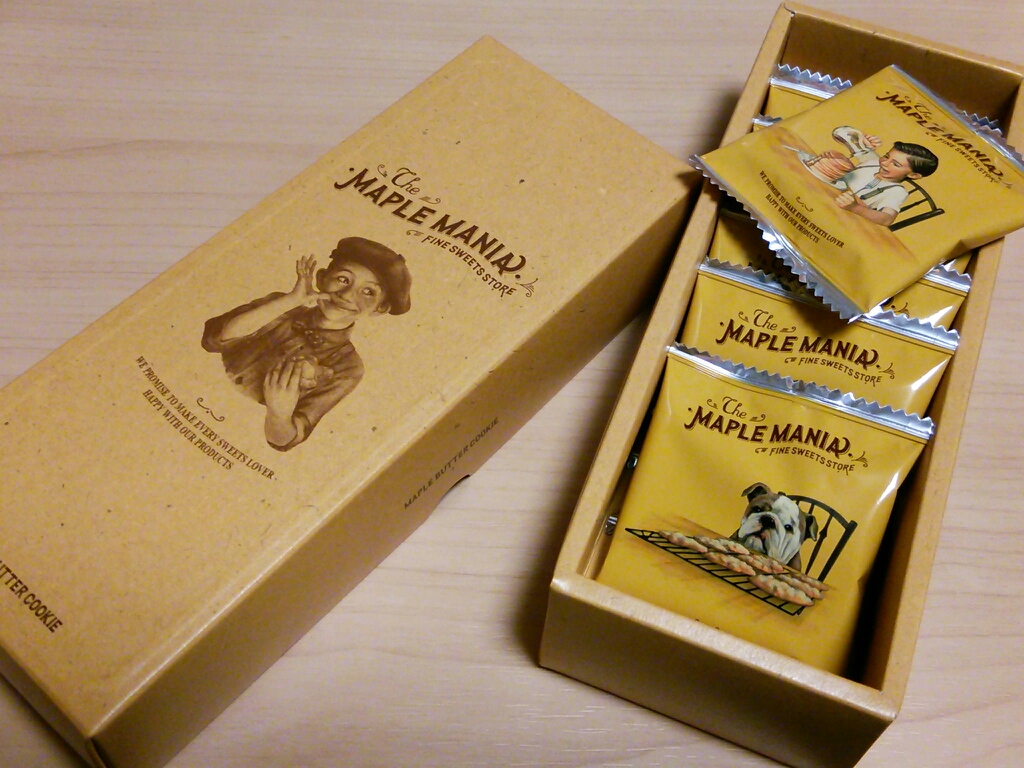 The
MAPLE MANIA
FINE SWEETS STORE
WE PROMISE TO MAKE EVERY SWEETS LOVER
HAPPY WITH OUR PRODUCTS
UTTER COOKIE
MAPLE BUTTER COOKIE
The
MAPLE MANIA
FINE SWEETS STORE
WE PROMISE TO MAKE EVERY SWEETS LOVER
HAPPY WITH OUR PRODUCTS
The
MAPLE MANIA
FINE SWEETS STORE
The
MAPLE MANIA
FINE SWEETS STORE